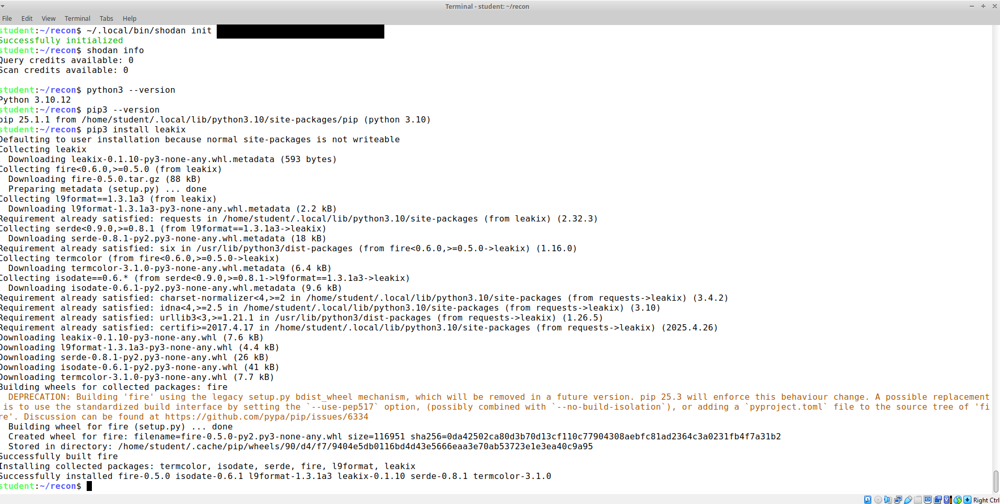 Terminal - student: ~/recon
File Edit View Terminal Tabs Help
student:~/recon$ ~/.local/bin/shodan init
Successfully initialized
student:~/recon$ shodan info
Query credits available: 0
Scan credits available: 0
student:~/recon$ python3 --version
Python 3.10.12
student:~/recon$ pip3 --version
pip 25.1.1 from /home/student/.local/lib/python3.10/site-packages/pip (python 3.10)
student:~/recon$ pip3 install leakix
Defaulting to user installation because normal site-packages is not writeable
Collecting leakix
  Downloading leakix-0.1.10-py3-none-any.whl.metadata (593 bytes)
Collecting fire<0.6.0,>=0.5.0 (from leakix)
  Downloading fire-0.5.0.tar.gz (88 kB)
  Preparing metadata (setup.py) ... done
Collecting l9format==1.3.1a3 (from leakix)
  Downloading l9format-1.3.1a3-py3-none-any.whl.metadata (2.2 kB)
Requirement already satisfied: requests in /home/student/.local/lib/python3.10/site-packages (from leakix) (2.32.3)
Collecting serde<0.9.0,>=0.8.1 (from l9format==1.3.1a3->leakix)
  Downloading serde-0.8.1-py2.py3-none-any.whl.metadata (18 kB)
Requirement already satisfied: six in /usr/lib/python3/dist-packages (from fire<0.6.0,>=0.5.0->leakix) (1.16.0)
Collecting termcolor (from fire<0.6.0,>=0.5.0->leakix)
  Downloading termcolor-3.1.0-py3-none-any.whl.metadata (6.4 kB)
Collecting isodate==0.6.* (from serde<0.9.0,>=0.8.1->l9format==1.3.1a3->leakix)
  Downloading isodate-0.6.1-py2.py3-none-any.whl.metadata (9.6 kB)
Requirement already satisfied: charset-normalizer<4,>=2 in /home/student/.local/lib/python3.10/site-packages (from requests->leakix) (3.4.2)
Requirement already satisfied: idna<4,>=2.5 in /home/student/.local/lib/python3.10/site-packages (from requests->leakix) (3.10)
Requirement already satisfied: urllib3<3,>=1.21.1 in /usr/lib/python3/dist-packages (from requests->leakix) (1.26.5)
Requirement already satisfied: certifi>=2017.4.17 in /home/student/.local/lib/python3.10/site-packages (from requests->leakix) (2025.4.26)
Downloading leakix-0.1.10-py3-none-any.whl (7.6 kB)
Downloading l9format-1.3.1a3-py3-none-any.whl (4.4 kB)
Downloading serde-0.8.1-py2.py3-none-any.whl (26 kB)
Downloading isodate-0.6.1-py2.py3-none-any.whl (41 kB)
Downloading termcolor-3.1.0-py3-none-any.whl (7.7 kB)
Building wheels for collected packages: fire
  DEPRECATION: Building 'fire' using the legacy setup.py bdist_wheel mechanism, which will be removed in a future version. pip 25.3 will enforce this behaviour change. A possible replacement
 is to use the standardized build interface by setting the `--use-pep517` option, (possibly combined with `--no-build-isolation`), or adding a `pyproject.toml` file to the source tree of 'fi
re'. Discussion can be found at https://github.com/pypa/pip/issues/6334
  Building wheel for fire (setup.py) ... done
  Created wheel for fire: filename=fire-0.5.0-py2.py3-none-any.whl size=116951 sha256=0da42502ca80d3b70d13cf110c77904308aebfc81ad2364c3a0231fb4f7a31b2
  Stored in directory: /home/student/.cache/pip/wheels/90/d4/f7/9404e5db0116bd4d43e5666eaa3e70ab53723e1e3ea40c9a95
Successfully built fire
Installing collected packages: termcolor, isodate, serde, fire, l9format, leakix
Successfully installed fire-0.5.0 isodate-0.6.1 l9format-1.3.1a3 leakix-0.1.10 serde-0.8.1 termcolor-3.1.0
student:~/recon$
Right Ctrl